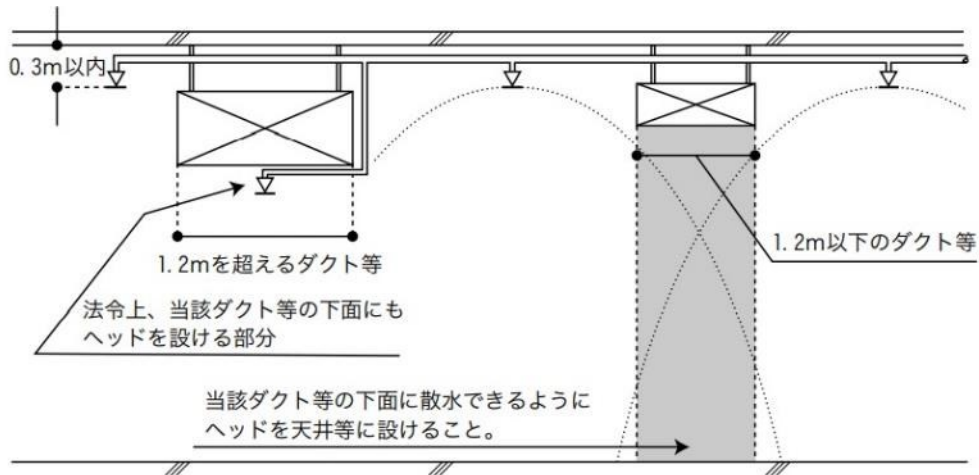 0.3m以内
1.2m以下のダクト等
1.2mを超えるダクト等
法令上、当該ダクト等の下面にも
ヘッドを設ける部分
当該ダクト等の下面に散水できるように
ヘッドを天井等に設けること。